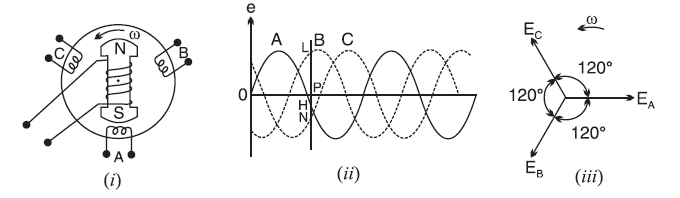 C
N
ω
B
S
A
(i)
e
A
L
B
C
0
P
H
N
(ii)
E_C
ω
120°
120°
E_A
120°
E_B
(iii)